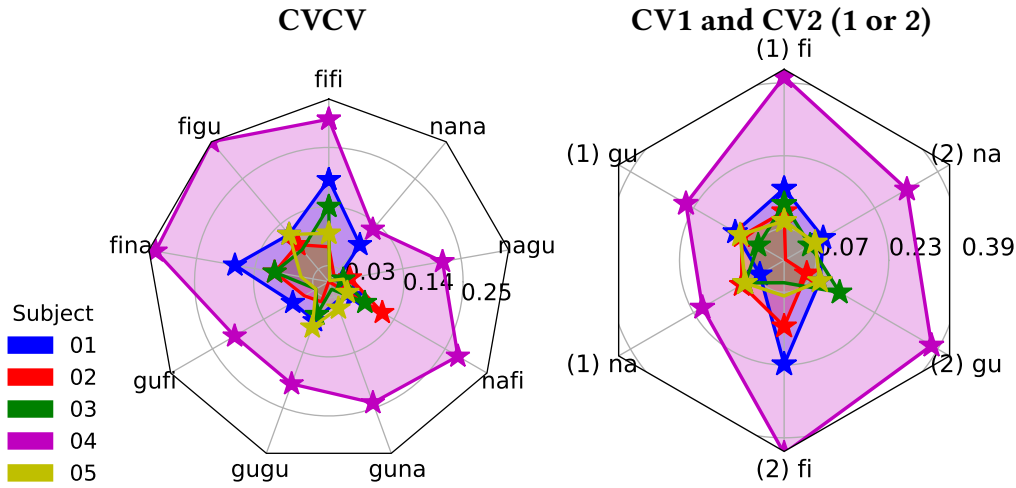 CVCV
CV1 and CV2 (1 or 2)
fifi
nana
nagu
nafi
guna
gugu
gufi
fina
figu
0.03
0.14
0.25
(1) fi
(2) na
(2) gu
(2) fi
(1) na
(1) gu
0.07
0.23
0.39
Subject
01
02
03
04
05